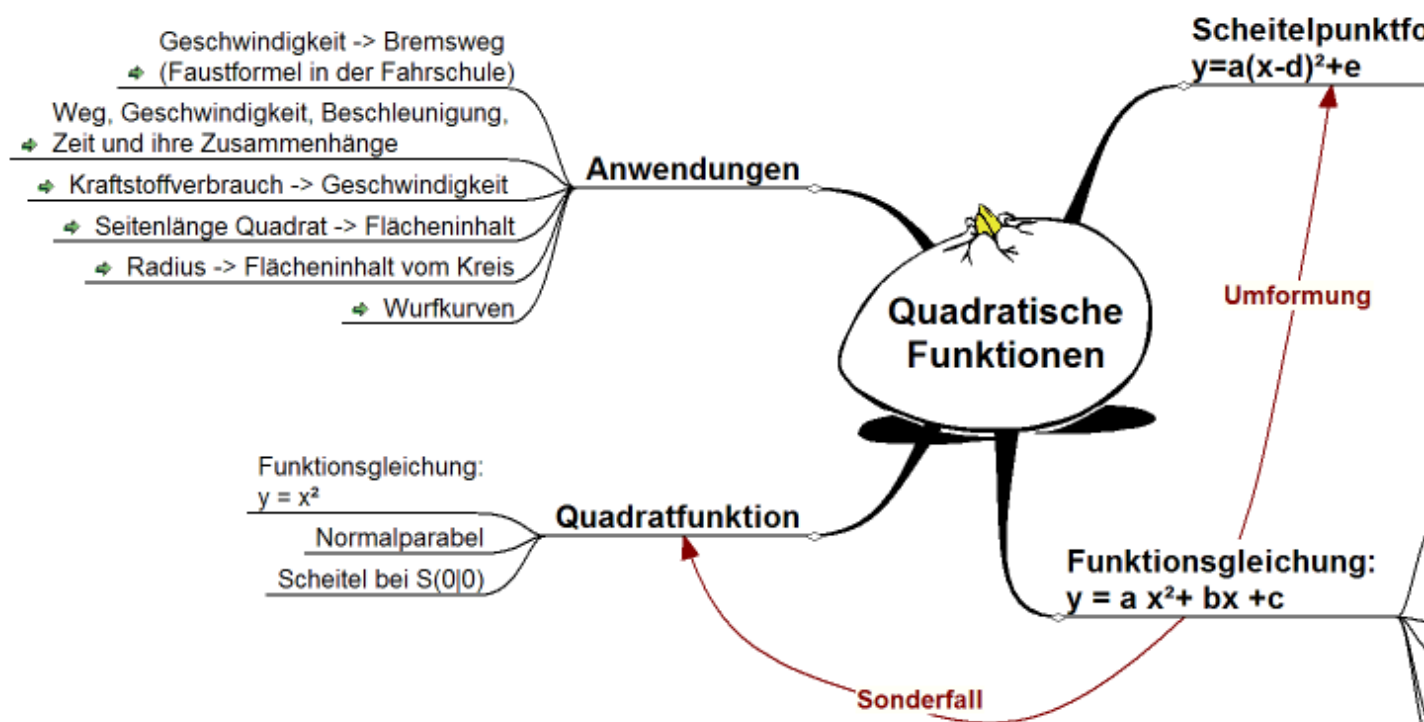 Geschwindigkeit -> Bremsweg
(Faustformel in der Fahrschule)
Weg, Geschwindigkeit, Beschleunigung,
Zeit und ihre Zusammenhänge
Kraftstoffverbrauch -> Geschwindigkeit
Seitenlänge Quadrat -> Flächeninhalt
Radius -> Flächeninhalt vom Kreis
Wurfkurven
Anwendungen
Scheitelpunktfo
y=a(x-d)²+e
Umformung
Quadratische
Funktionen
Funktionsgleichung:
y = x²
Normalparabel
Scheitel bei S(0|0)
Quadratfunktion
Funktionsgleichung:
y = a x²+ bx +c
Sonderfall